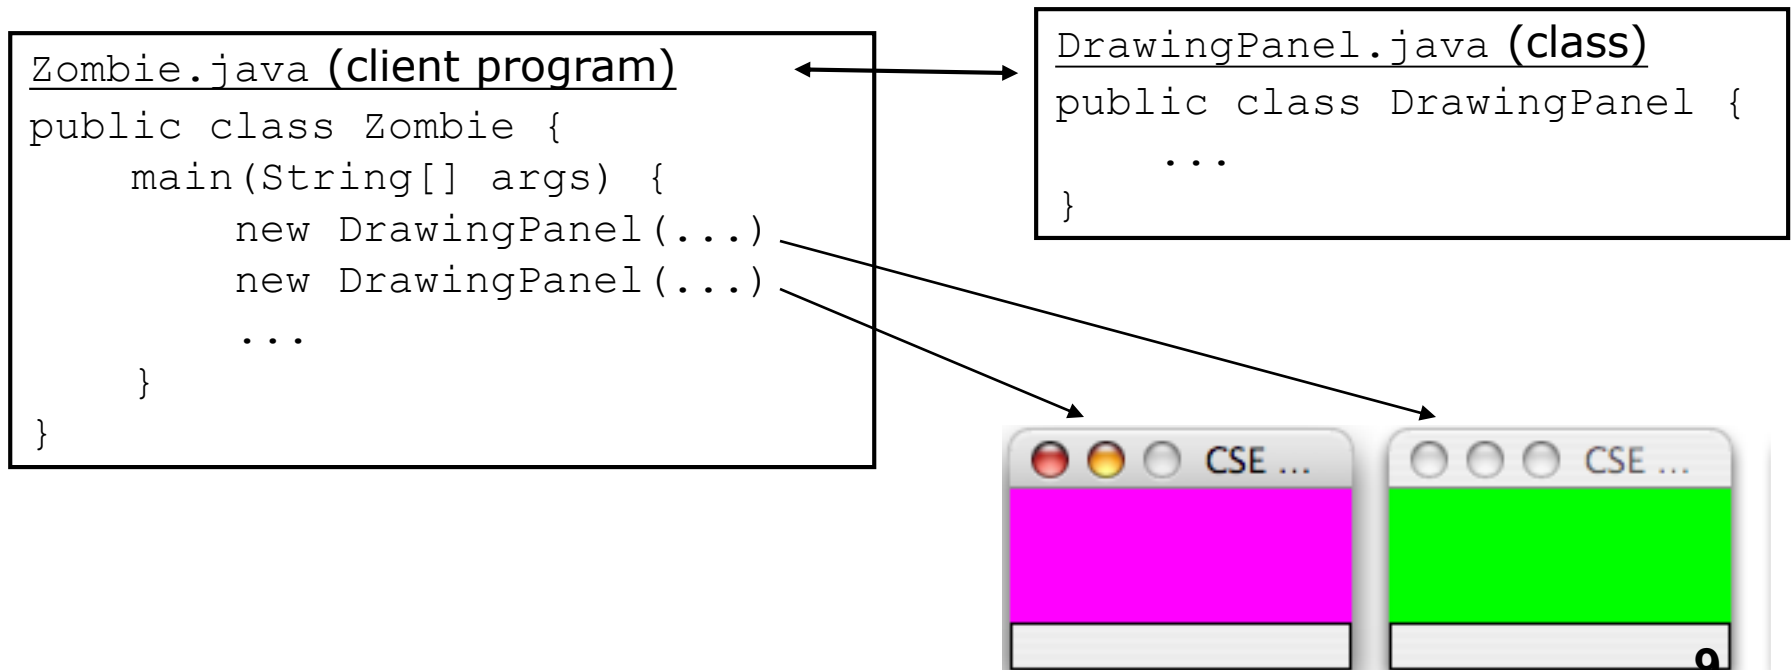 Zombie.java (client program)
public class Zombie {
    main(String[] args) {
        new DrawingPanel(...)
        new DrawingPanel(...)
        ...
    }
}
DrawingPanel.java (class)
public class DrawingPanel {
    ...
}
CSE ...
CSE ...
9